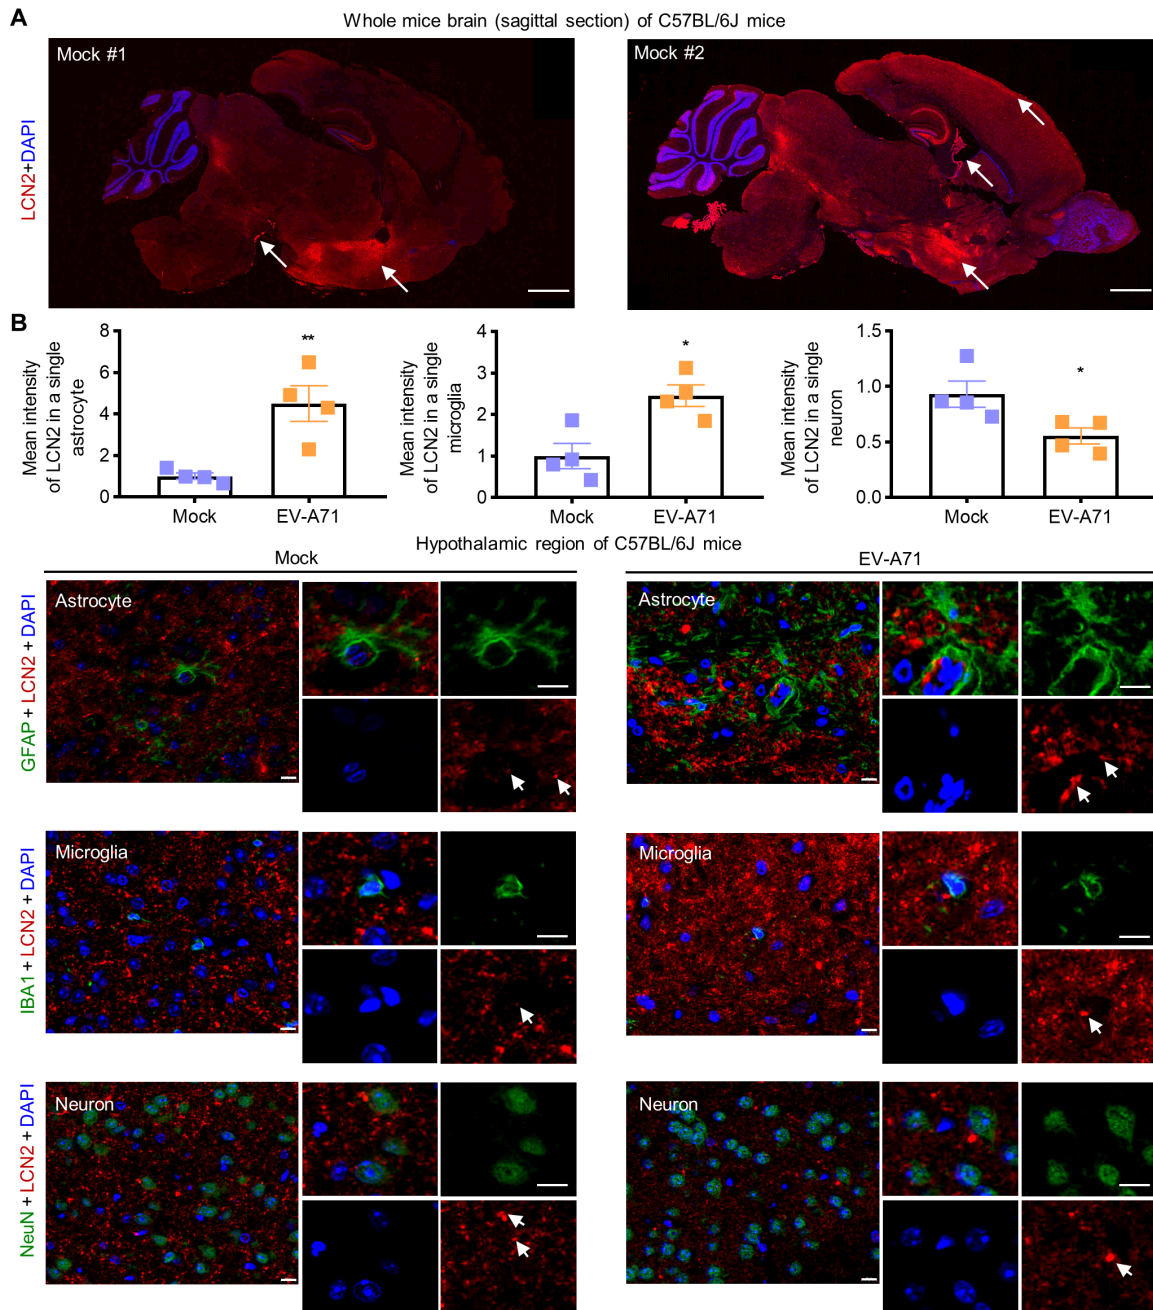 A
Whole mice brain (sagittal section) of C57BL/6J mice
Mock #1
Mock #2
LCN2+DAPI
B
Mean intensity
of LCN2 in a single
astrocyte
8
6
4
2
0
**
Mock
EV-A71
Mean intensity
of LCN2 in a single
microglia
4
3
2
1
0
*
Mock
EV-A71
Mean intensity
of LCN2 in a single
neuron
1.5
1.0
0.5
0.0
*
Mock
EV-A71
Hypothalamic region of C57BL/6J mice
Mock
EV-A71
GFAP + LCN2 + DAPI
Astrocyte
Astrocyte
IBA1 + LCN2 + DAPI
Microglia
Microglia
NeuN + LCN2 + DAPI
Neuron
Neuron